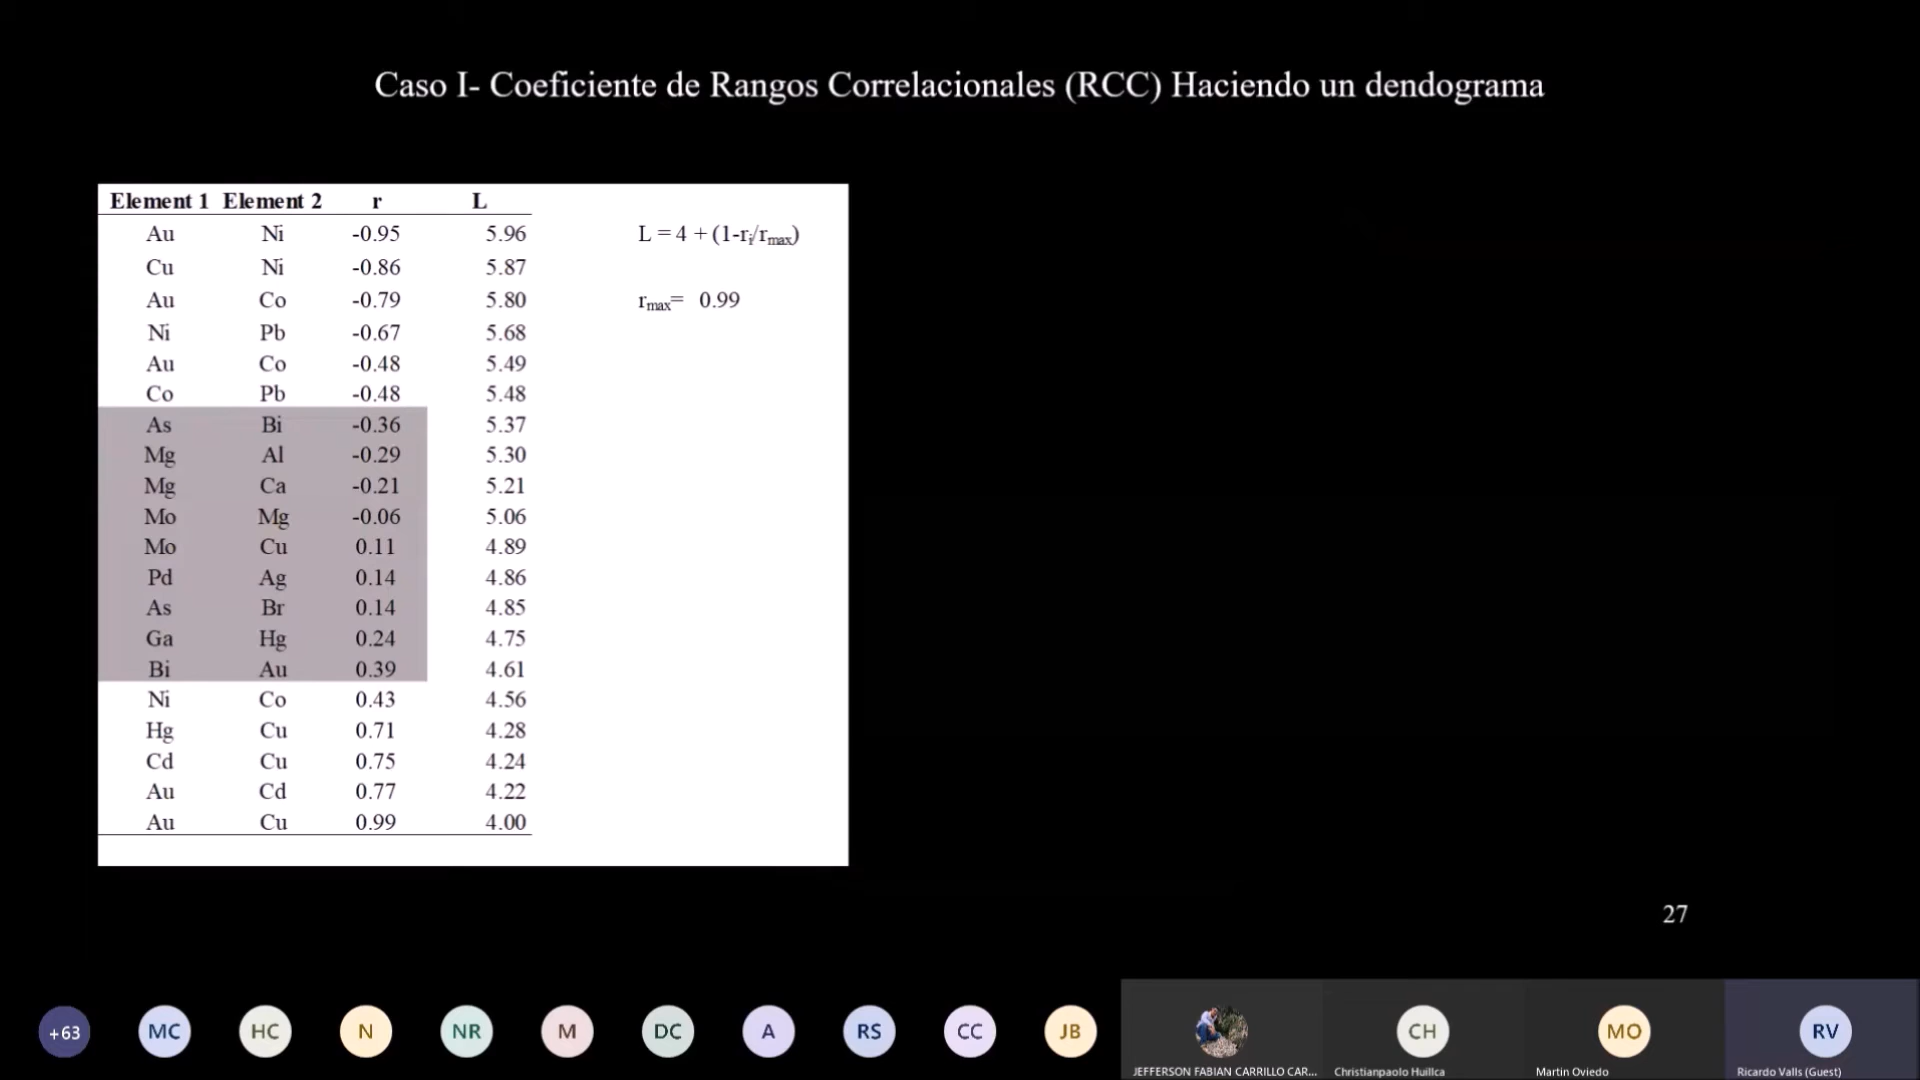 Caso I- Coeficiente de Rangos Correlacionales (RCC) Haciendo un dendograma
Element 1 Element 2 r L
Au Ni -0.95 5.96 L = 4 + (1-ri/rmax)
Cu Ni -0.86 5.87
Au Co -0.79 5.80 rmax= 0.99
Ni Pb -0.67 5.68
Au Co -0.48 5.49
Co Pb -0.48 5.48
As Bi -0.36 5.37
Mg Al -0.29 5.30
Mg Ca -0.21 5.21
Mo Mg -0.06 5.06
Mo Cu 0.11 4.89
Pd Ag 0.14 4.86
As Br 0.14 4.85
Ga Hg 0.24 4.75
Bi Au 0.39 4.61
Ni Co 0.43 4.56
Hg Cu 0.71 4.28
Cd Cu 0.75 4.24
Au Cd 0.77 4.22
Au Cu 0.99 4.00
27
+63 MC HC N NR M DC A RS CC JB CH MO RV
JEFFERSON FABIAN CARRILLO CAR... Christianpaolo Huillca Martin Oviedo Ricardo Valls (Guest)